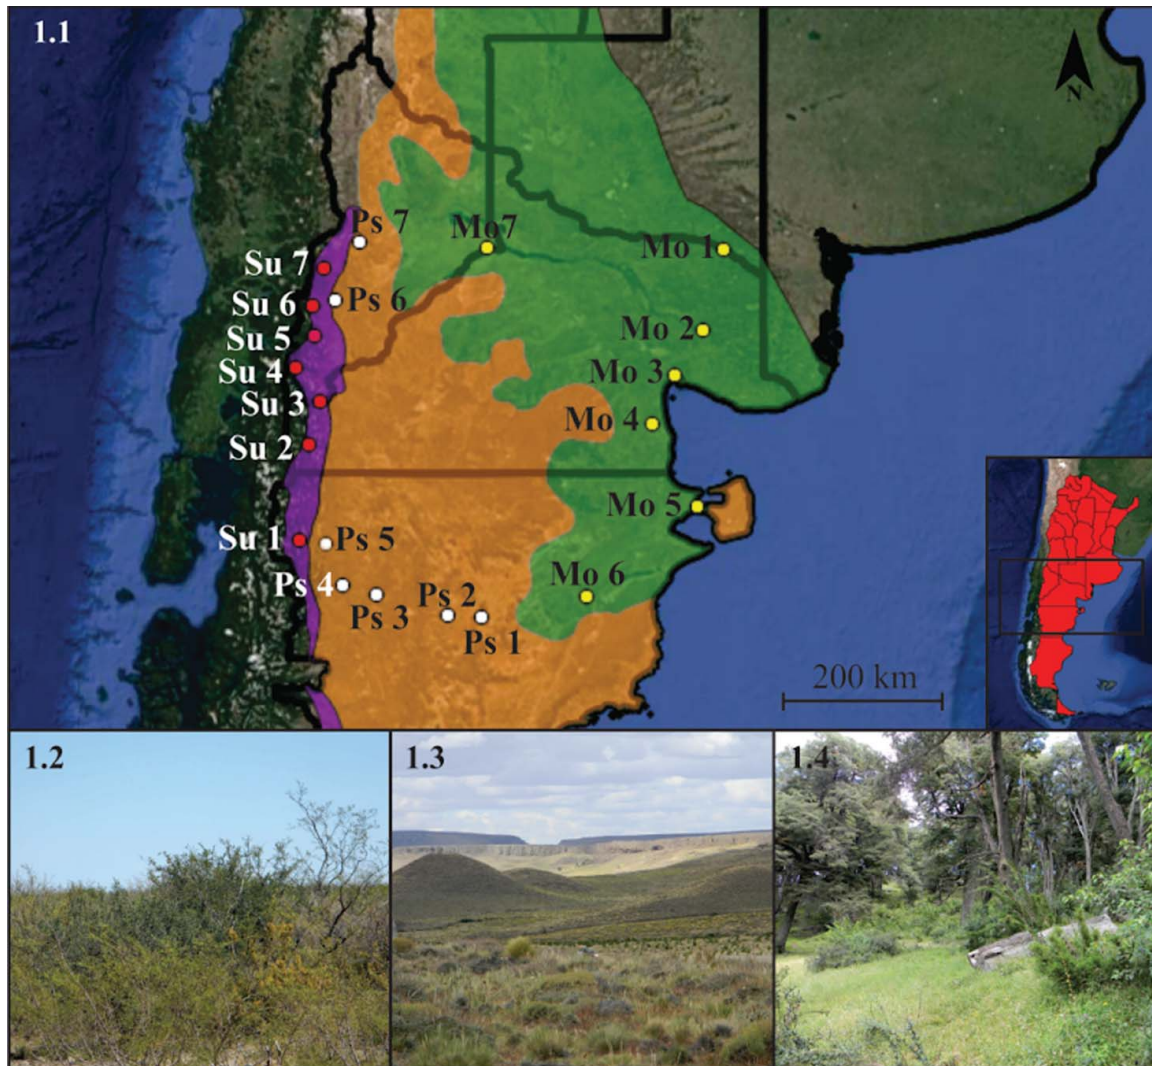 1.1
N
Ps 7
Mo7
Mo 1
Su 7
Su 6
Ps 6
Su 5
Mo 2
Su 4
Mo 3
Su 3
Mo 4
Su 2
Mo 5
Su 1
Ps 5
Ps 4
Mo 6
Ps 3
Ps 2
Ps 1
200 km
1.2
1.3
1.4